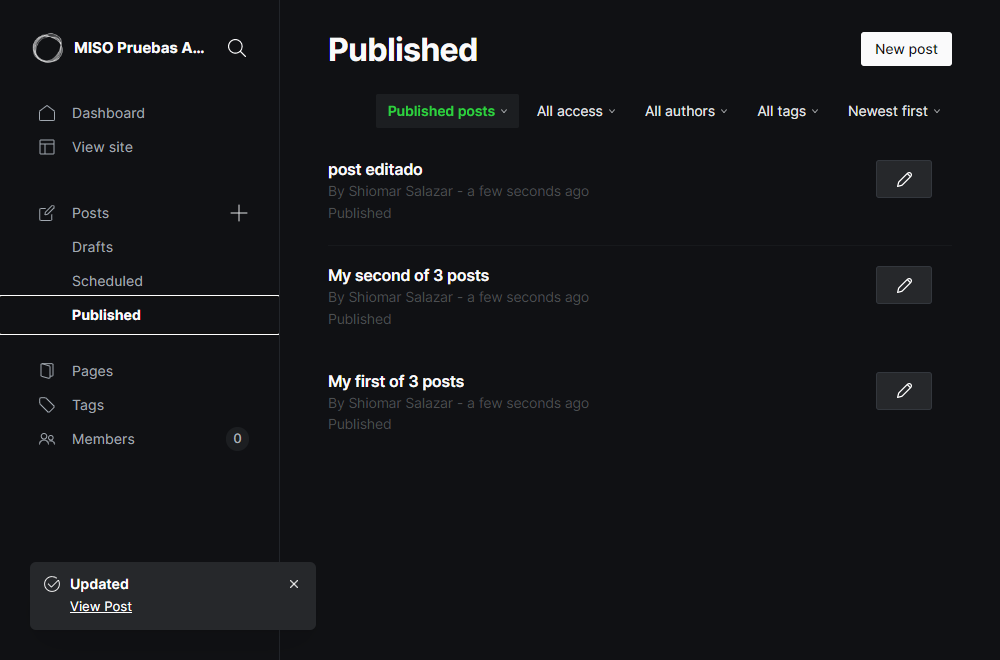 MISO Pruebas A...
Dashboard
View site
Posts
Drafts
Scheduled
Published
Pages
Tags
Members 0
Published
New post
Published posts All access All authors All tags Newest first
post editado
By Shiomar Salazar - a few seconds ago
Published
My second of 3 posts
By Shiomar Salazar - a few seconds ago
Published
My first of 3 posts
By Shiomar Salazar - a few seconds ago
Published
Updated
View Post